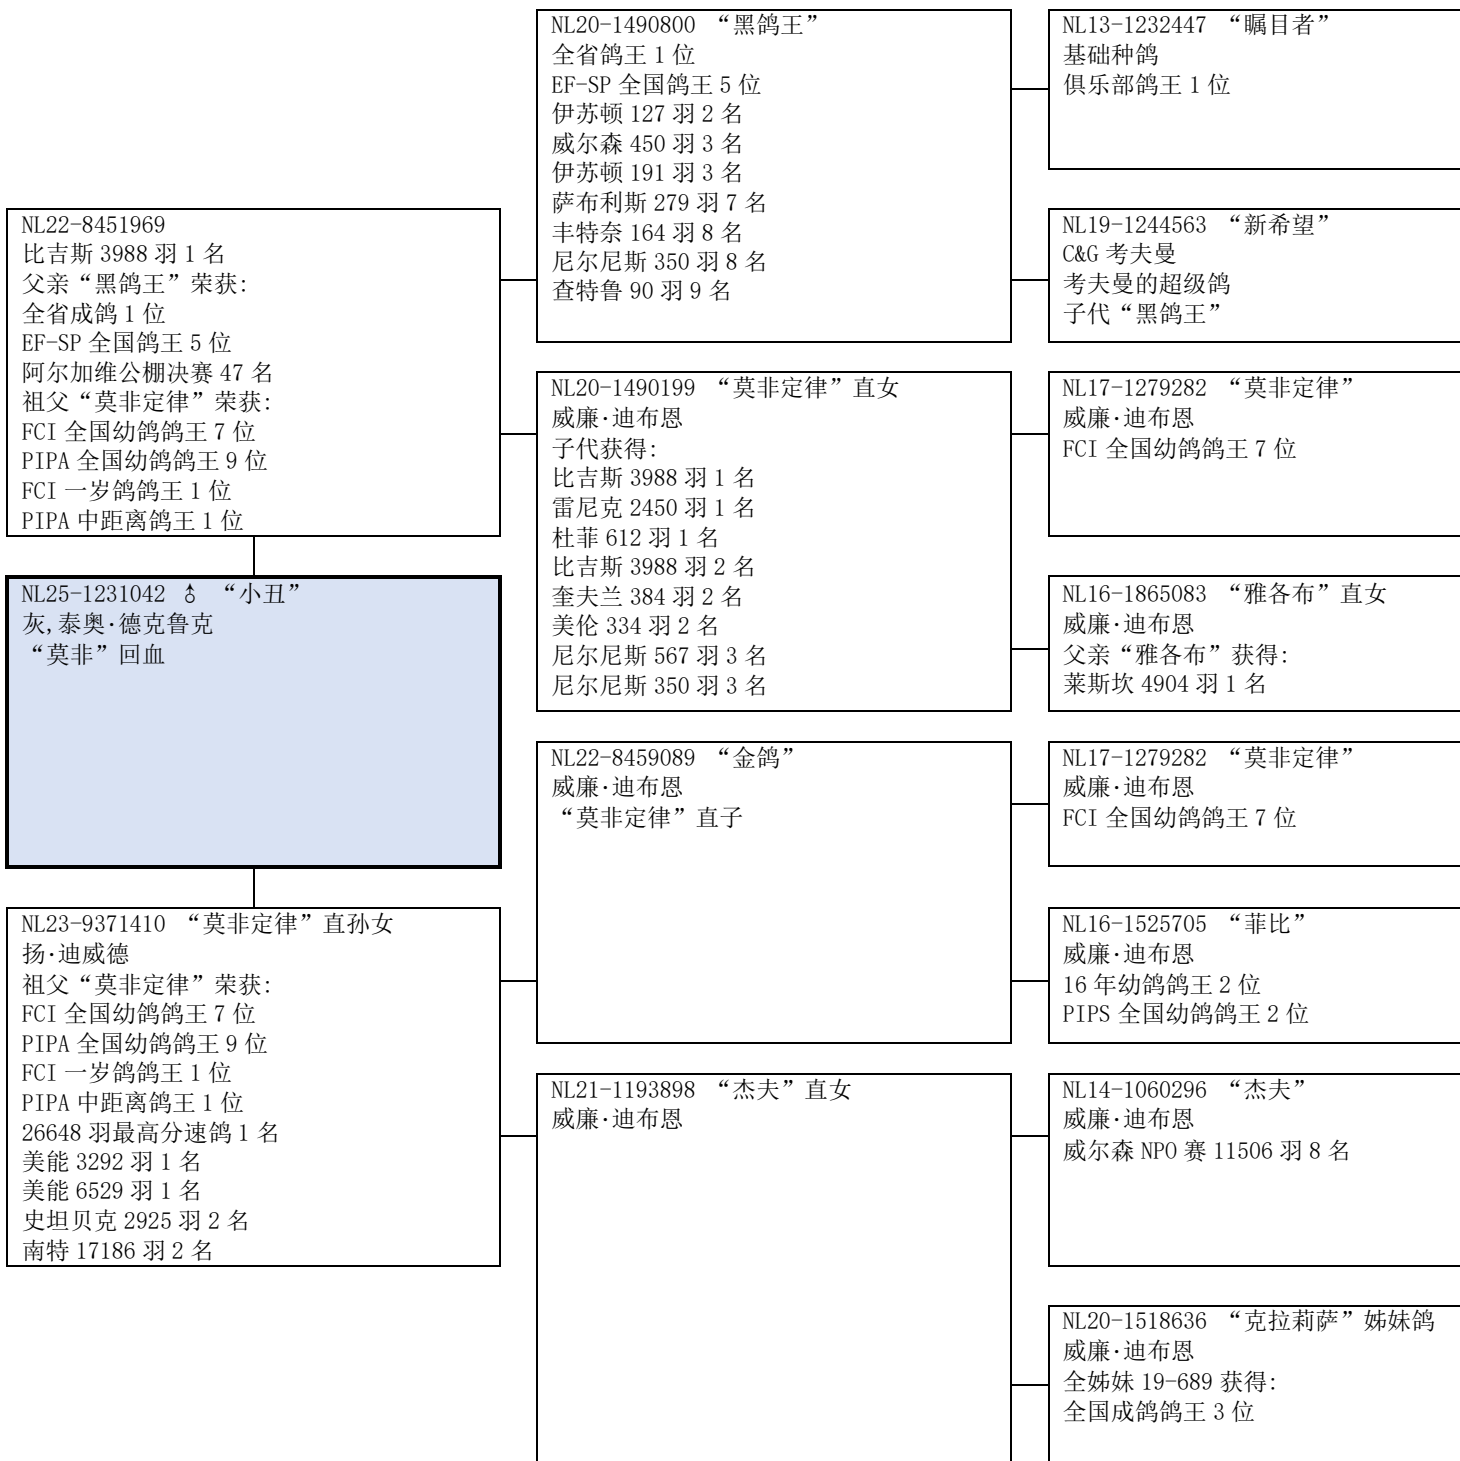 NL22-8451969
比吉斯 3988 羽 1 名
父亲“黑鸽王”荣获:
全省成鸽 1 位
EF-SP 全国鸽王 5 位
阿尔加维公棚决赛 47 名
祖父“莫非定律”荣获:
FCI 全国幼鸽鸽王 7 位
PIPA 全国幼鸽鸽王 9 位
FCI 一岁鸽鸽王 1 位
PIPA 中距离鸽王 1 位
NL25-1231042 ♂ “小丑”
灰,泰奥·德克鲁克
“莫非”回血
NL23-9371410 “莫非定律”直孙女
扬·迪威德
祖父“莫非定律”荣获:
FCI 全国幼鸽鸽王 7 位
PIPA 全国幼鸽鸽王 9 位
FCI 一岁鸽鸽王 1 位
PIPA 中距离鸽王 1 位
26648 羽最高分速鸽 1 名
美能 3292 羽 1 名
美能 6529 羽 1 名
史坦贝克 2925 羽 2 名
南特 17186 羽 2 名
NL20-1490800 “黑鸽王”
全省鸽王 1 位
EF-SP 全国鸽王 5 位
伊苏顿 127 羽 2 名
威尔森 450 羽 3 名
伊苏顿 191 羽 3 名
萨布利斯 279 羽 7 名
丰特奈 164 羽 8 名
尼尔尼斯 350 羽 8 名
查特鲁 90 羽 9 名
NL20-1490199 “莫非定律”直女
威廉·迪布恩
子代获得:
比吉斯 3988 羽 1 名
雷尼克 2450 羽 1 名
杜菲 612 羽 1 名
比吉斯 3988 羽 2 名
奎夫兰 384 羽 2 名
美伦 334 羽 2 名
尼尔尼斯 567 羽 3 名
尼尔尼斯 350 羽 3 名
NL22-8459089 “金鸽”
威廉·迪布恩
“莫非定律”直子
NL21-1193898 “杰夫”直女
威廉·迪布恩
NL13-1232447 “瞩目者”
基础种鸽
俱乐部鸽王 1 位
NL19-1244563 “新希望”
C&G 考夫曼
考夫曼的超级鸽
子代“黑鸽王”
NL17-1279282 “莫非定律”
威廉·迪布恩
FCI 全国幼鸽鸽王 7 位
NL16-1865083 “雅各布”直女
威廉·迪布恩
父亲“雅各布”获得:
莱斯坎 4904 羽 1 名
NL17-1279282 “莫非定律”
威廉·迪布恩
FCI 全国幼鸽鸽王 7 位
NL16-1525705 “菲比”
威廉·迪布恩
16 年幼鸽鸽王 2 位
PIPS 全国幼鸽鸽王 2 位
NL14-1060296 “杰夫”
威廉·迪布恩
威尔森 NPO 赛 11506 羽 8 名
NL20-1518636 “克拉莉萨”姊妹鸽
威廉·迪布恩
全姊妹 19-689 获得:
全国成鸽鸽王 3 位